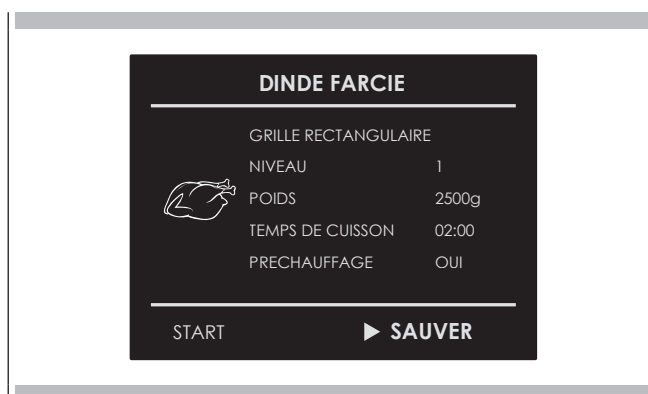 DINDE FARCIE
GRILLE RECTANGULAIRE
NIVEAU 1
POIDS 2500g
TEMPS DE CUISSON 02:00
PRECHAUFFAGE OUI
START ▶ SAUVER